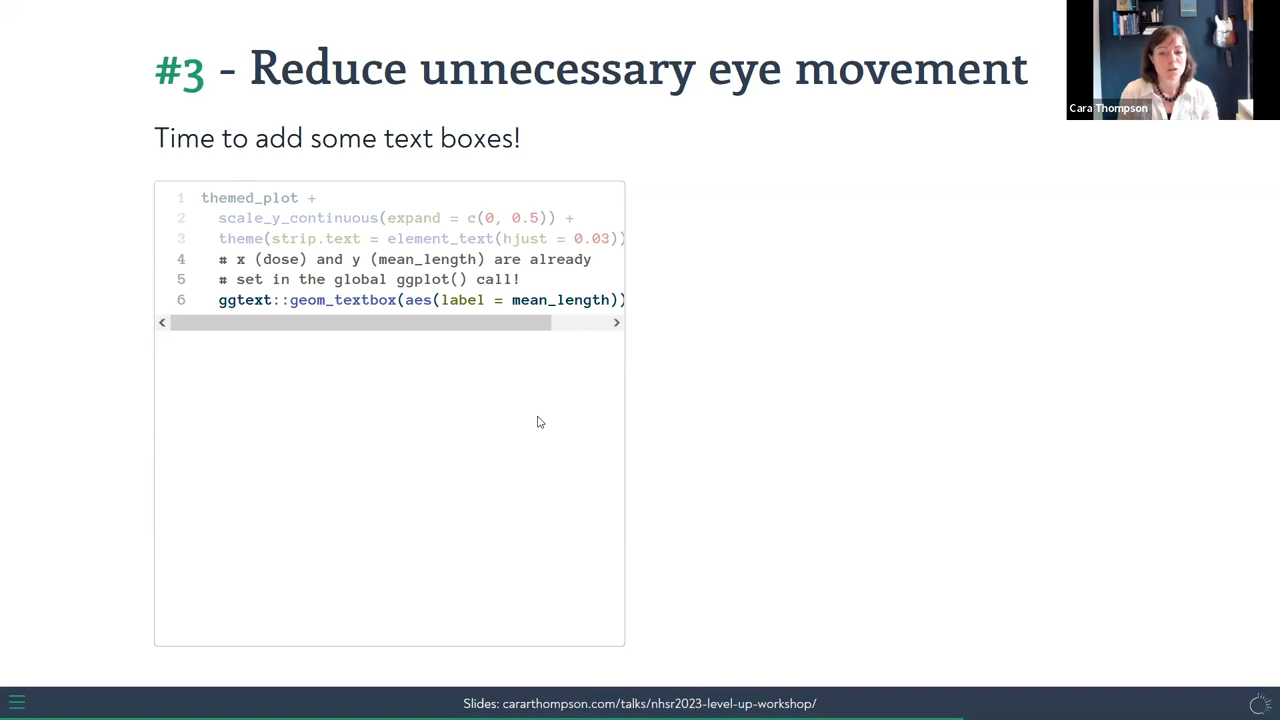 #3 - Reduce unnecessary eye movement
Cara Thompson
Time to add some text boxes!
1 themed_plot +
2 scale_y_continuous(expand = c(0, 0.5)) +
3 theme(strip.text = element_text(hjust = 0.03))
4 # x (dose) and y (mean_length) are already
5 # set in the global ggplot() call!
6 ggtext::geom_textbox(aes(label = mean_length))
Slides: cararthompson.com/talks/nhsr2023-level-up-workshop/